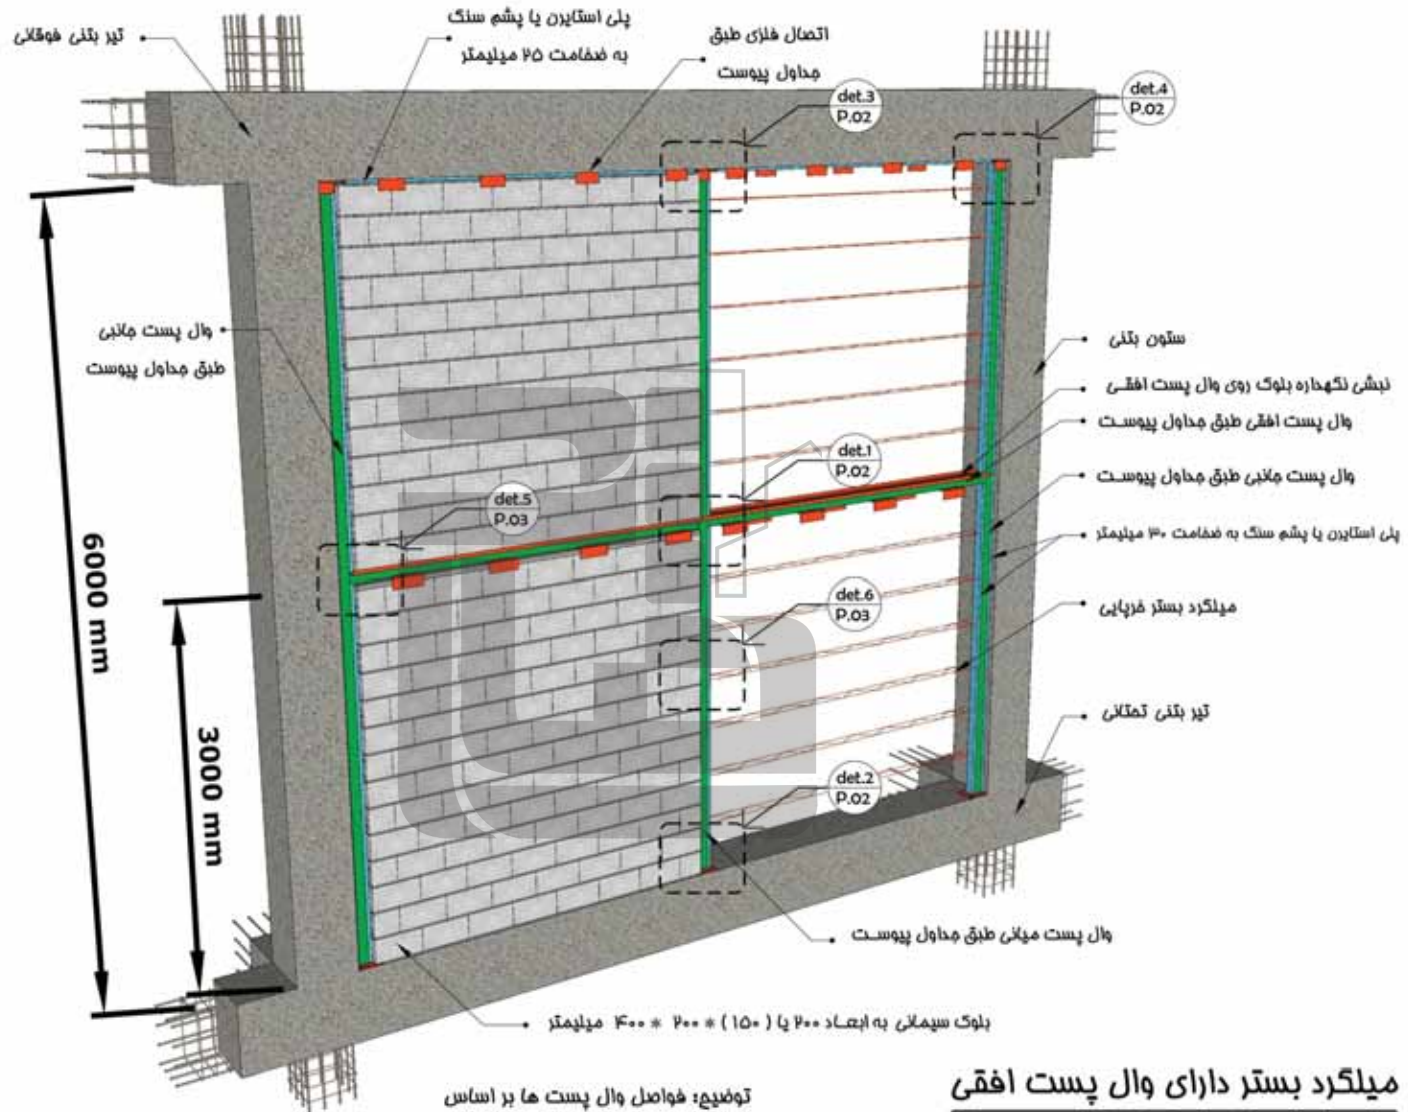 تیر بتنی فوقانی
پلی استایرن یا پشم سنگ
به ضخامت ۲۵ میلیمتر
اتصال فلزی طبق
جداول پیوست
det.3
P.02
det.4
P.02
وال پست جانبی
طبق جداول پیوست
ستون بتنی
نبشی نگهداره بلوک روی وال پست افقی
وال پست افقی طبق جداول پیوست
وال پست جانبی طبق جداول پیوست
پلی استایرن یا پشم سنگ به ضخامت ۳۰ میلیمتر
میلگرد بستر خرپایی
تیر بتنی تحتانی
det.1
P.02
det.5
P.03
det.6
P.03
det.2
P.02
6000 mm
3000 mm
وال پست میانی طبق جداول پیوست
بلوک سیمانی به ابعاد ۲۰۰ یا (۱۵۰) * ۲۰۰ * ۴۰۰ میلیمتر
میلگرد بستر دارای وال پست افقی
توضیح: فواصل وال پست ها بر اساس